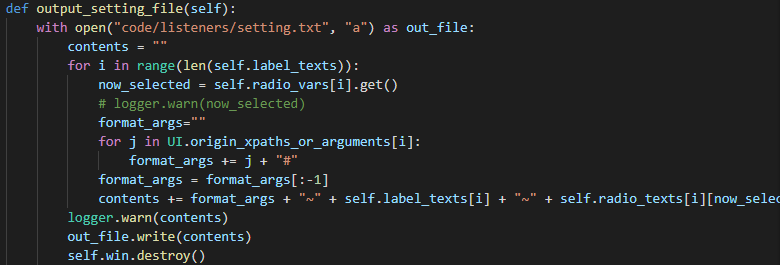 def output_setting_file(self):
    with open("code/listeners/setting.txt", "a") as out_file:
        contents = ""
        for i in range(len(self.label_texts)):
            now_selected = self.radio_vars[i].get()
            # logger.warn(now_selected)
            format_args=""
            for j in UI.origin_xpaths_or_arguments[i]:
                format_args += j + "#"
            format_args = format_args[:-1]
            contents += format_args + "~" + self.label_texts[i] + "~" + self.radio_texts[i][now_selec
        logger.warn(contents)
        out_file.write(contents)
        self.win.destroy()